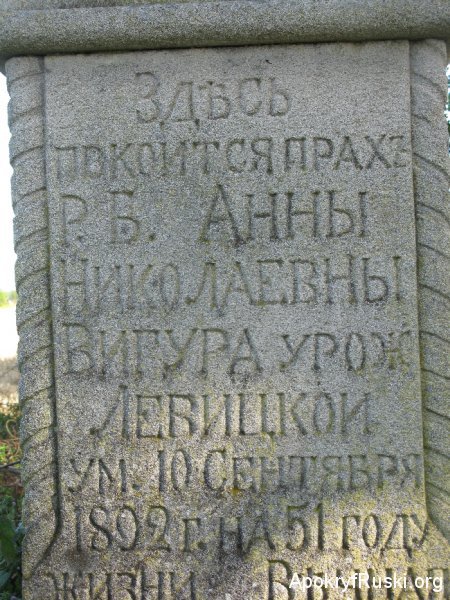 ЗДѢСЬ
ПОКОИТСЯ ПРАХЪ
Р. Б. АННЫ
НИКОЛАЕВНЫ
ВИГУРА УРОЖ
ЛЕВИЦКОЙ
УМ. 10 СЕНТЯБРЯ
1892 Г. НА 51 ГОДУ
ЖИЗНИ
ApokryfRuski.org